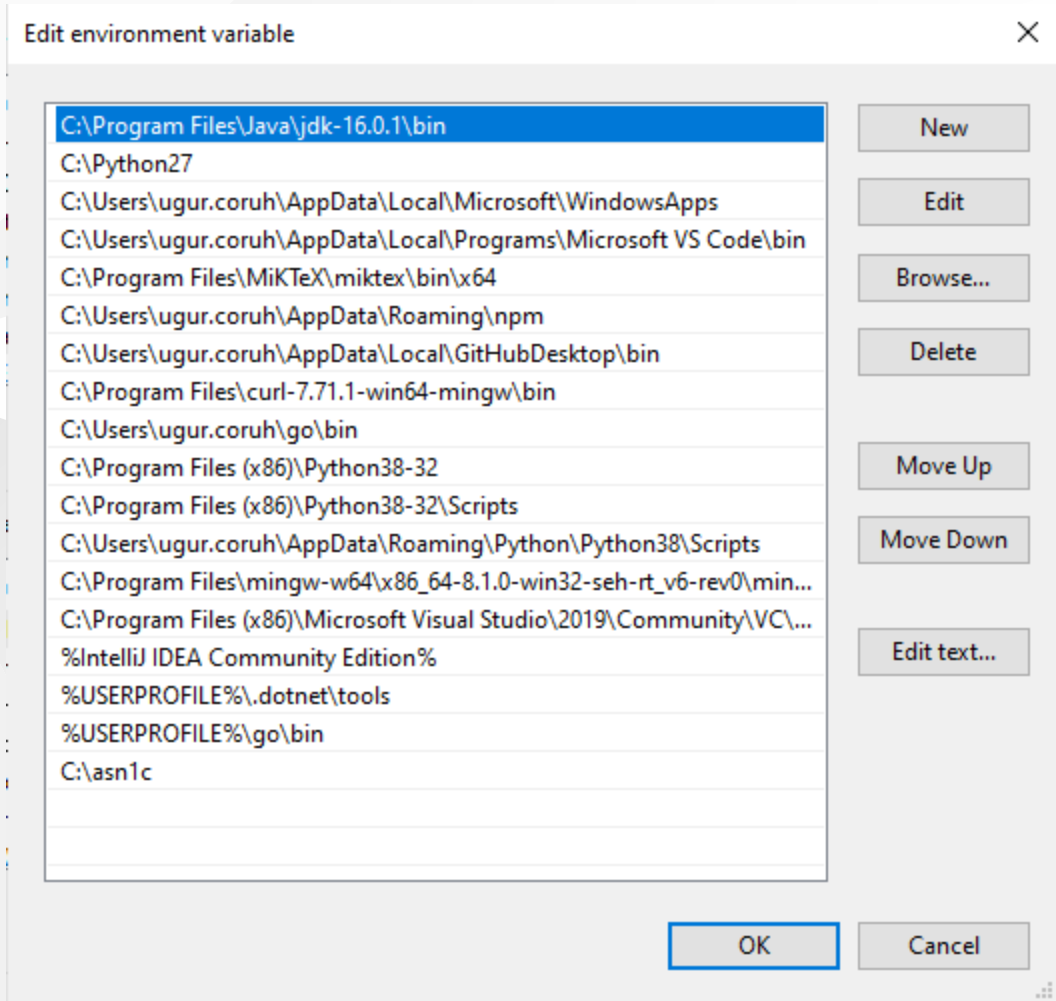 Edit environment variable
C:\Program Files\Java\jdk-16.0.1\bin
C:\Python27
C:\Users\ugur.coruh\AppData\Local\Microsoft\WindowsApps
C:\Users\ugur.coruh\AppData\Local\Programs\Microsoft VS Code\bin
C:\Program Files\MiKTeX\miktex\bin\x64
C:\Users\ugur.coruh\AppData\Roaming\npm
C:\Users\ugur.coruh\AppData\Local\GitHubDesktop\bin
C:\Program Files\curl-7.71.1-win64-mingw\bin
C:\Users\ugur.coruh\go\bin
C:\Program Files (x86)\Python38-32
C:\Program Files (x86)\Python38-32\Scripts
C:\Users\ugur.coruh\AppData\Roaming\Python\Python38\Scripts
C:\Program Files\mingw-w64\x86_64-8.1.0-win32-seh-rt_v6-rev0\min...
C:\Program Files (x86)\Microsoft Visual Studio\2019\Community\VC\...
%IntelliJ IDEA Community Edition%
%USERPROFILE%\.dotnet\tools
%USERPROFILE%\go\bin
C:\asn1c
New
Edit
Browse...
Delete
Move Up
Move Down
Edit text...
OK
Cancel